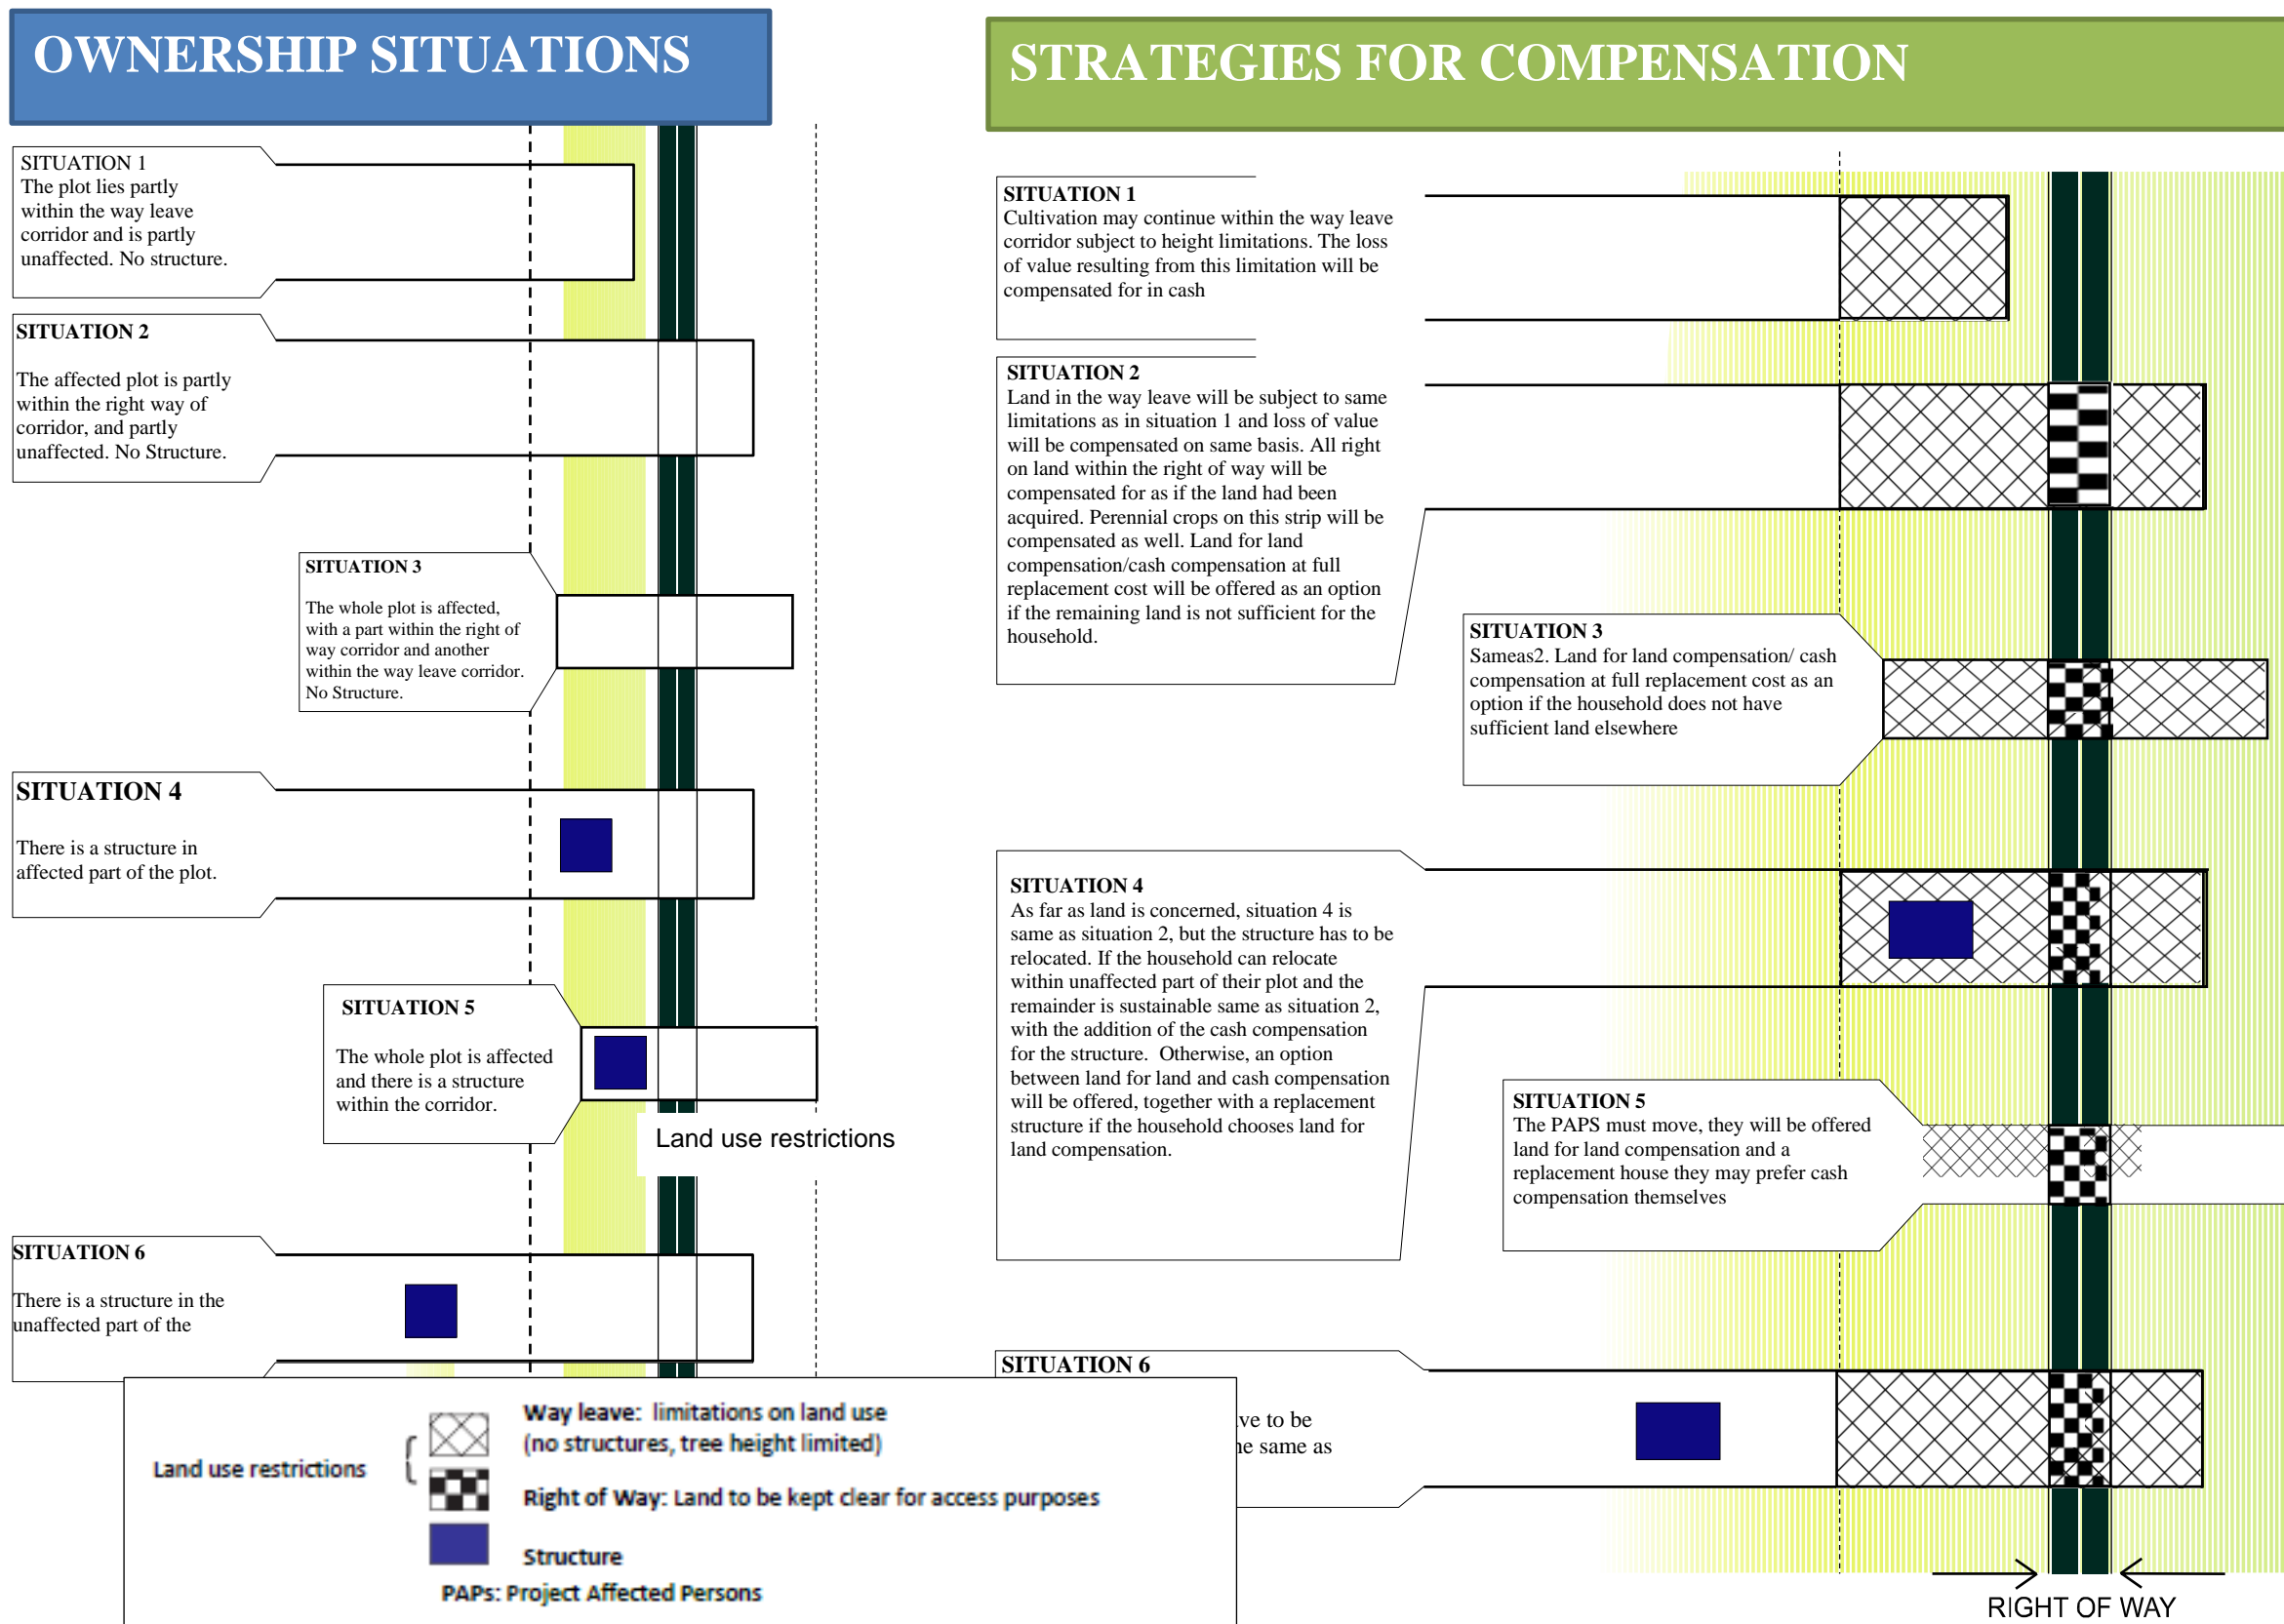 OWNERSHIP SITUATIONS
SITUATION 1
The plot lies partly
within the way leave
corridor and is partly
unaffected. No structure.
SITUATION 2
The affected plot is partly
within the right way of
corridor, and partly
unaffected. No Structure.
SITUATION 3
The whole plot is affected,
with a part within the right of
way corridor and another
within the way leave corridor.
No Structure.
SITUATION 4
There is a structure in
affected part of the plot.
SITUATION 5
The whole plot is affected
and there is a structure
within the corridor.
Land use restrictions
SITUATION 6
There is a structure in the
unaffected part of the
STRATEGIES FOR COMPENSATION
SITUATION 1
Cultivation may continue within the way leave
corridor subject to height limitations. The loss
of value resulting from this limitation will be
compensated for in cash
SITUATION 2
Land in the way leave will be subject to same
limitations as in situation 1 and loss of value
will be compensated on same basis. All right
on land within the right of way will be
compensated for as if the land had been
acquired. Perennial crops on this strip will be
compensated as well. Land for land
compensation/cash compensation at full
replacement cost will be offered as an option
if the remaining land is not sufficient for the
household.
SITUATION 3
Sameas2. Land for land compensation/ cash
compensation at full replacement cost as an
option if the household does not have
sufficient land elsewhere
SITUATION 4
As far as land is concerned, situation 4 is
same as situation 2, but the structure has to be
relocated. If the household can relocate
within unaffected part of their plot and the
remainder is sustainable same as situation 2,
with the addition of the cash compensation
for the structure. Otherwise, an option
between land for land and cash compensation
will be offered, together with a replacement
structure if the household chooses land for
land compensation.
SITUATION 5
The PAPS must move, they will be offered
land for land compensation and a
replacement house they may prefer cash
compensation themselves
SITUATION 6
to be
same as
RIGHT OF WAY
Land use restrictions
Way leave: limitations on land use
(no structures, tree height limited)
Right of Way: Land to be kept clear for access purposes
Structure
PAPs: Project Affected Persons